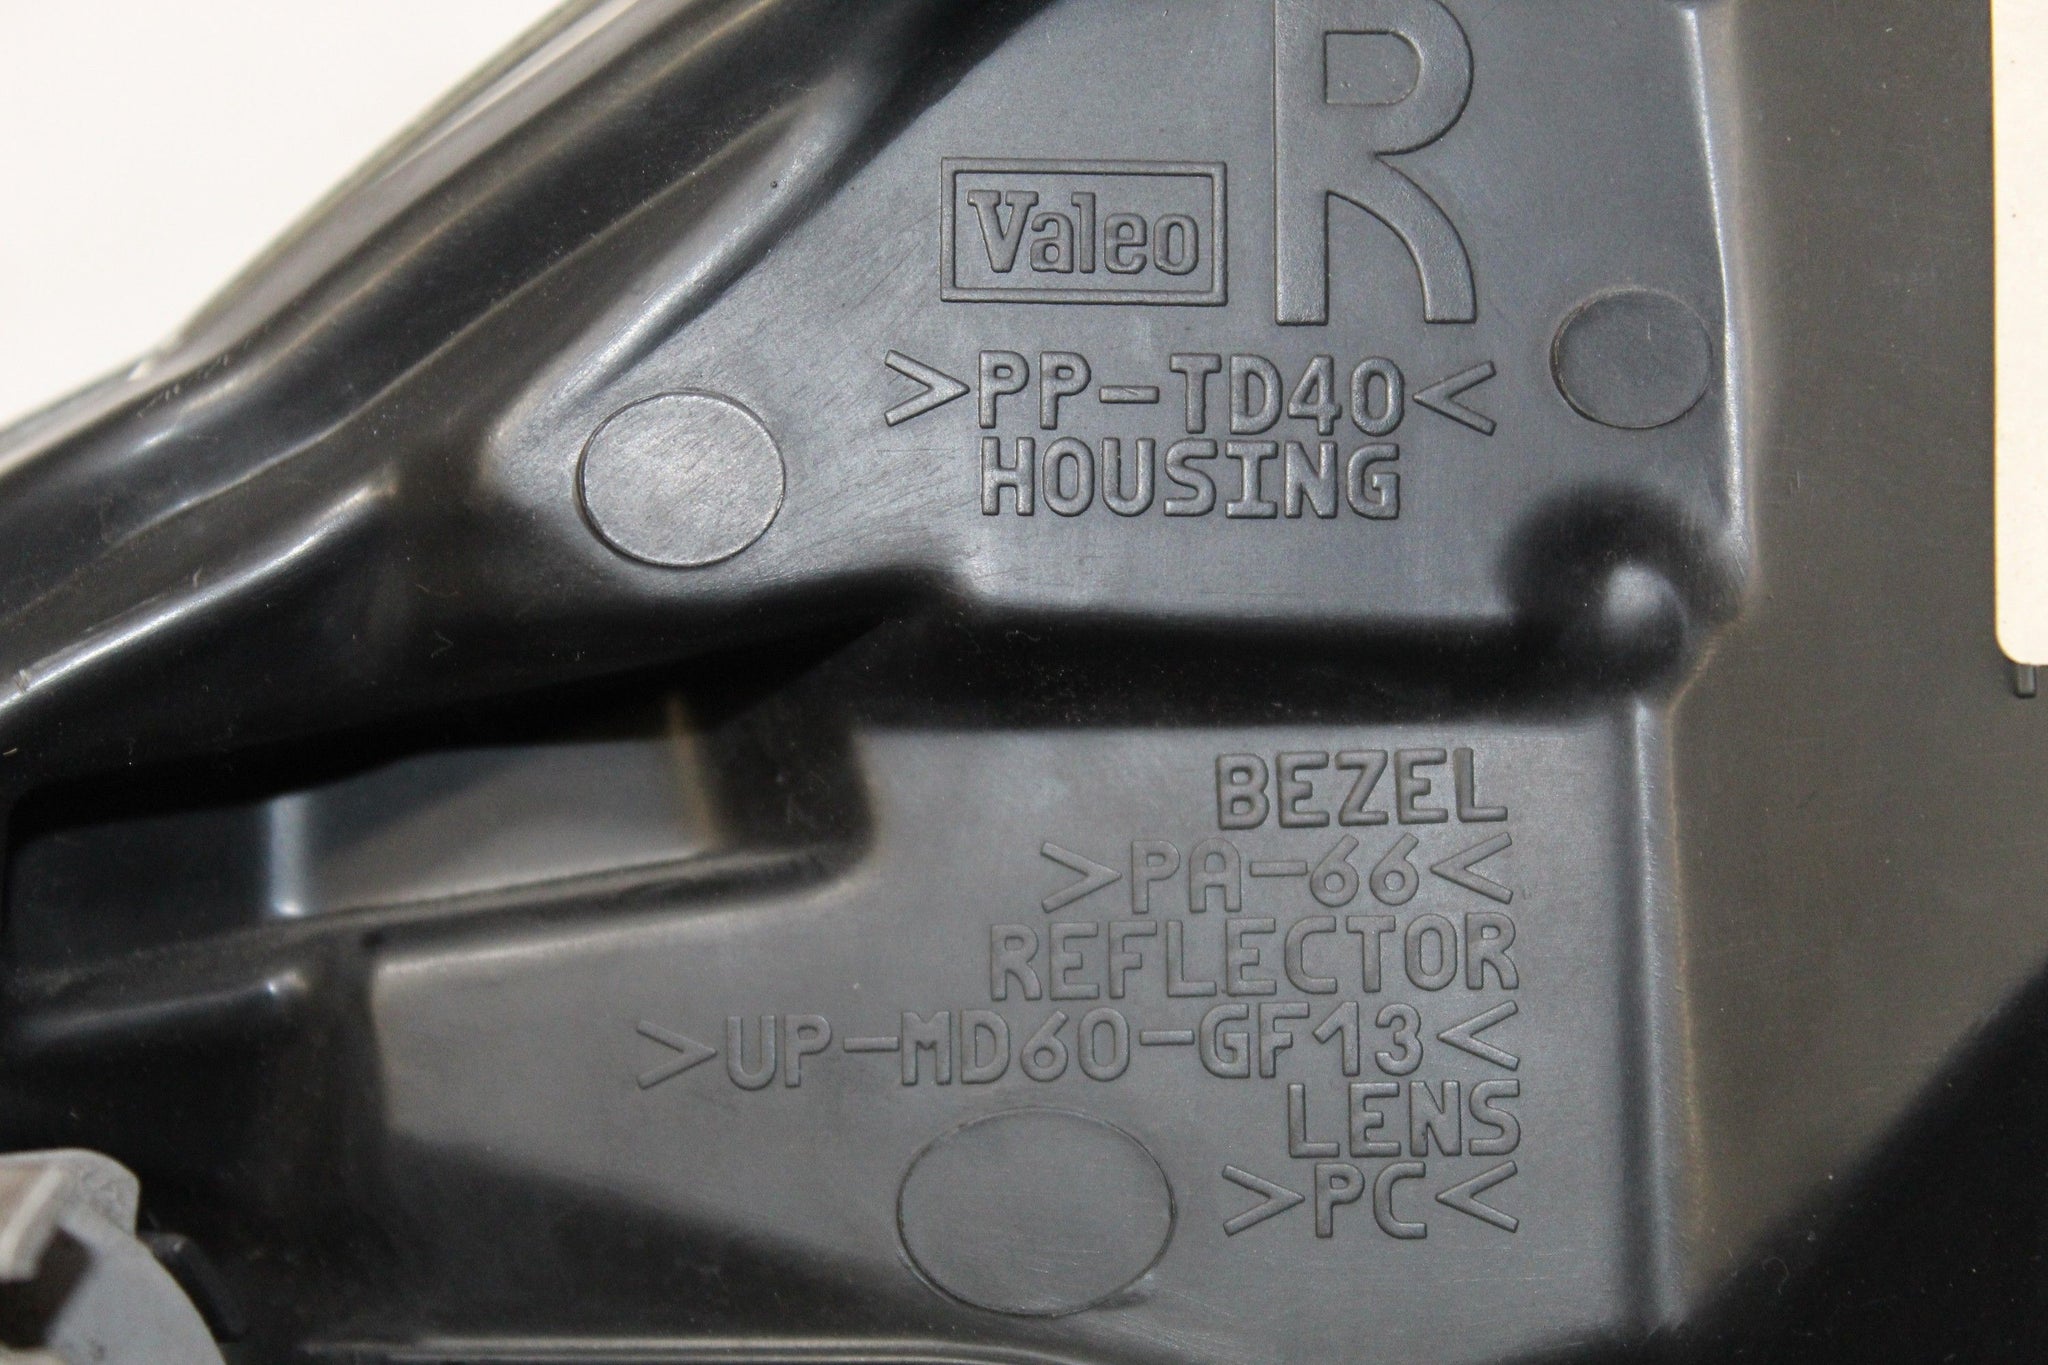 R
Valeo
>PP-TD40<
HOUSING
BEZEL
>PA-66<
REFLECTOR
>UP-MD60-GF13<
LENS
>PC<